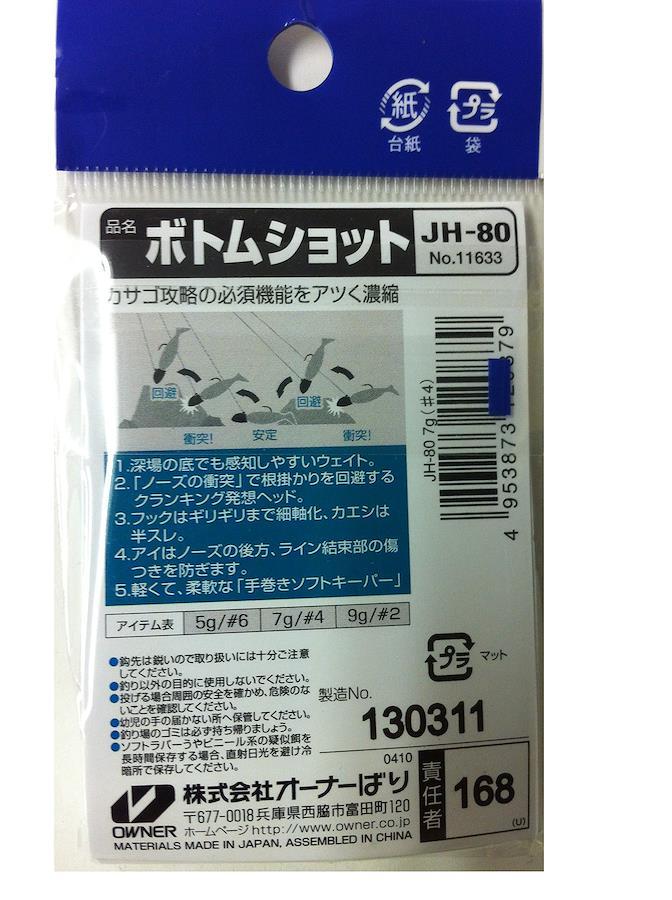 紙
台紙
プラ
袋
品名 ボトムショット JH-80
No.11633
カサゴ攻略の必須機能をアツく濃縮
回避
回避
衝突!
安定
衝突!
1.深場の底でも感知しやすいウェイト。
2.「ノーズの衝突」で根掛かりを回避する
クランキング発想ヘッド。
3.フックはギリギリまで細軸化、カエシは
半スレ。
4.アイはノーズの後方、ライン結束部の傷
つきを防ぎます。
5.軽くて、柔軟な「手巻きソフトキーパー」
アイテム表 5g/#6 7g/#4 9g/#2
JH-80 7g(#4)
4 953873
●鈎先は鋭いので取り扱いには十分ご注意
してください。
●釣り以外の目的に使用しないでください。
●投げる場合周囲の安全を確かめ、危険のな
いことを確認してください。
●幼児の手の届かない所へ保管してください。
●釣り場のゴミは必ず持ち帰りましょう。
●ソフトラバーうやビニール系の疑似餌を
長時間保存する場合、直射日光を避け冷
暗所で保存してください。
プラ マット
製造No.
130311
0410
責任者 168
(U)
OWNER
株式会社オーナーばり
〒677-0018兵庫県西脇市富田町120
ホームページ http://www.owner.co.jp
MATERIALS MADE IN JAPAN, ASSEMBLED IN CHINA